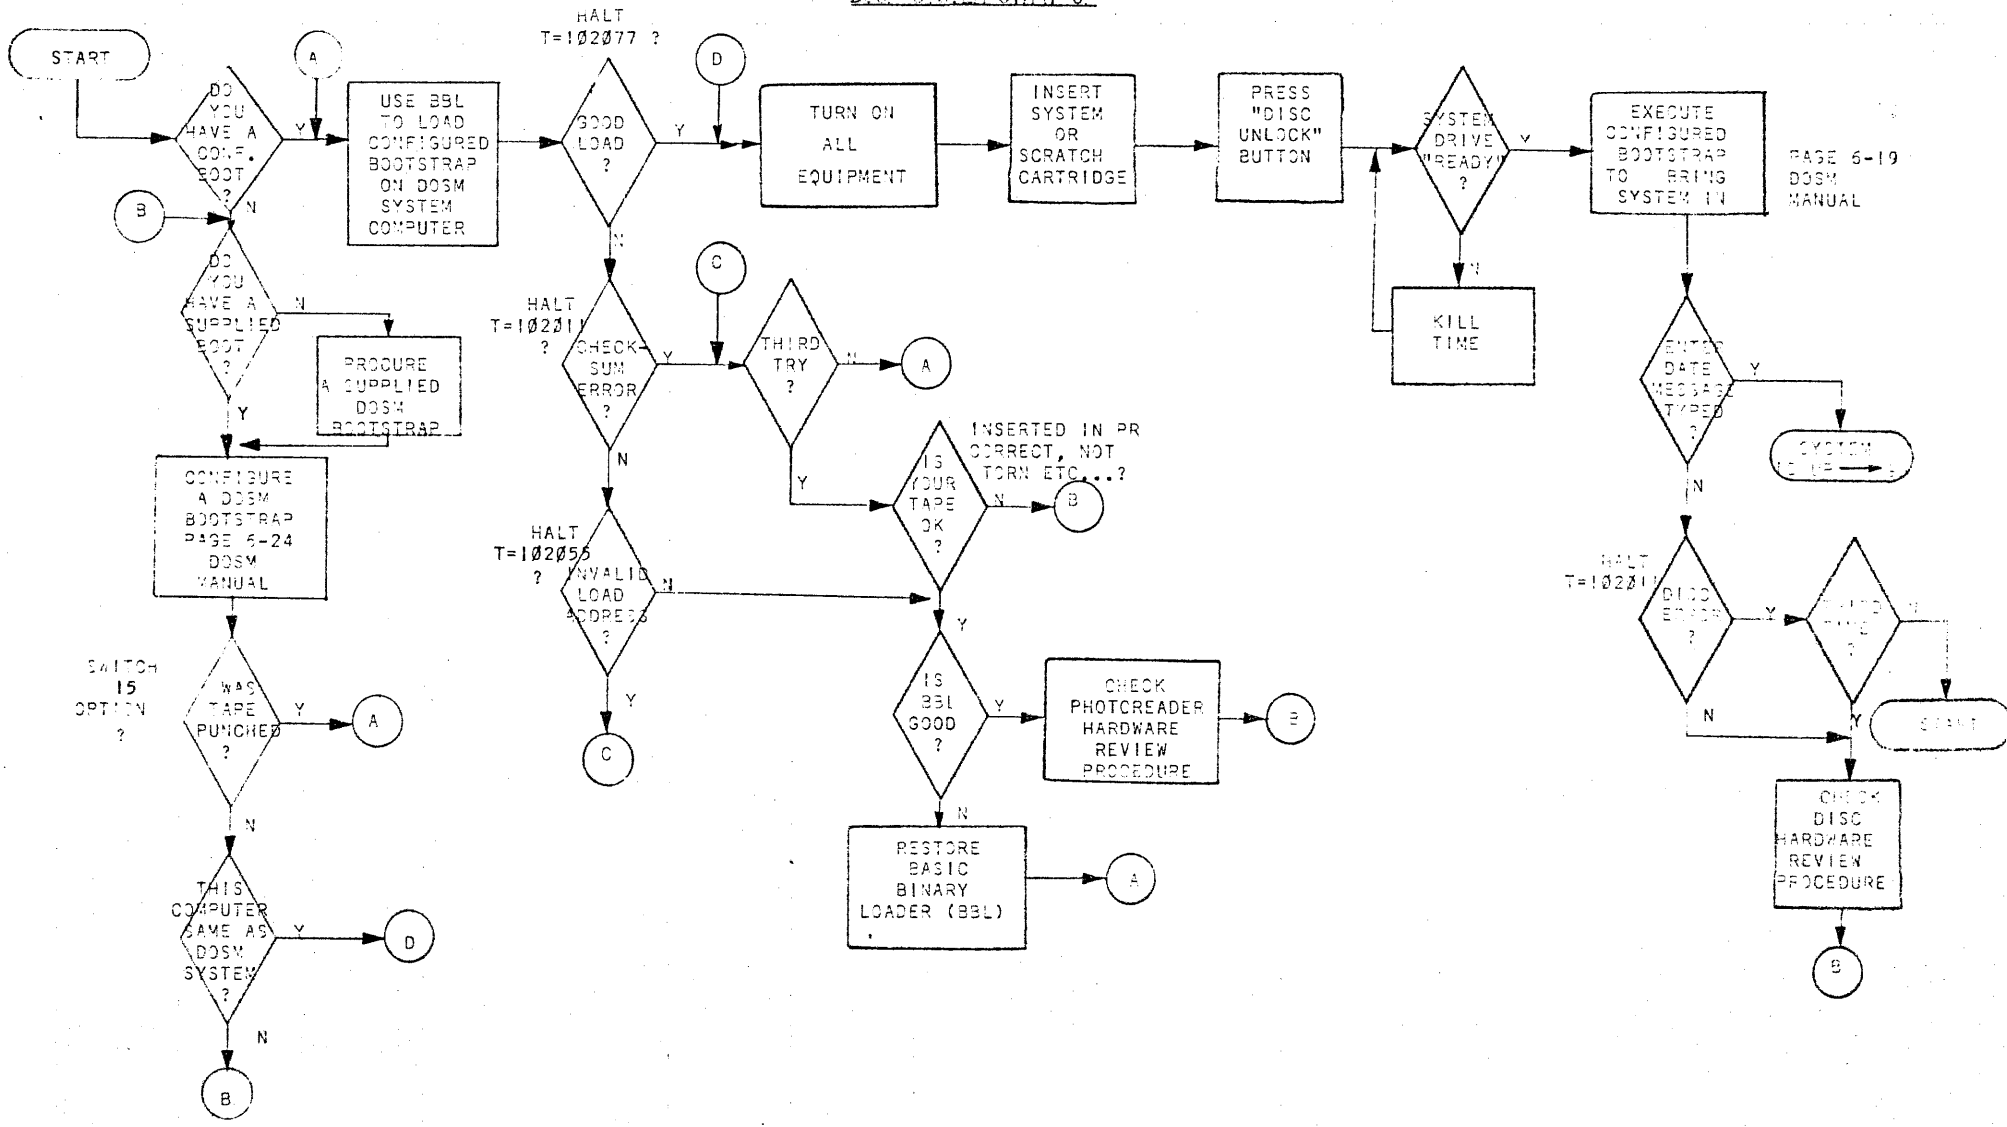 START
A
DO
YOU
HAVE A
CONF.
BOOT
?
Y
N
B
USE BBL
TO LOAD
CONFIGURED
BOOTSTRAP
ON DOSM
SYSTEM
COMPUTER
HALT
T=102077 ?
GOOD
LOAD
?
Y
N
D
TURN ON
ALL
EQUIPMENT
INSERT
SYSTEM
OR
SCRATCH
CARTRIDGE
PRESS
"DISC
UNLOCK"
BUTTON
SYSTEM
DRIVE
"READY"
?
Y
N
KILL
TIME
EXECUTE
CONFIGURED
BOOTSTRAP
TO BRING
SYSTEM IN
PAGE 6-19
DOSM
MANUAL
DO
YOU
HAVE A
SUPPLIED
BOOT
?
N
Y
PROCURE
A SUPPLIED
DOSM
BOOTSTRAP
CONFIGURE
A DOSM
BOOTSTRAP
PAGE 6-24
DOSM
MANUAL
SWITCH
15
OPTION
?
WAS
TAPE
PUNCHED
?
Y
A
N
THIS
COMPUTER
SAME AS
DOSM
SYSTEM
?
Y
D
N
B
HALT
T=102011
?
CHECK-
SUM
ERROR
?
Y
N
C
THIRD
TRY
?
N
A
Y
HALT
T=102055
?
INVALID
LOAD
ADDRESS
?
N
Y
C
INSERTED IN PR
CORRECT, NOT
TORN ETC...?
IS
YOUR
TAPE
OK
?
N
B
Y
IS
BBL
GOOD
?
Y
N
CHECK
PHOTOREADER
HARDWARE
REVIEW
PROCEDURE
B
RESTORE
BASIC
BINARY
LOADER (BBL)
A
ENTER
DATE
MESSAGE
TYPED
?
Y
N
SYSTEM
IS UP
HALT
T=102011
DISC
ERROR
?
Y
N
THIRD
TIME
?
N
Y
START
CHECK
DISC
HARDWARE
REVIEW
PROCEDURE
B